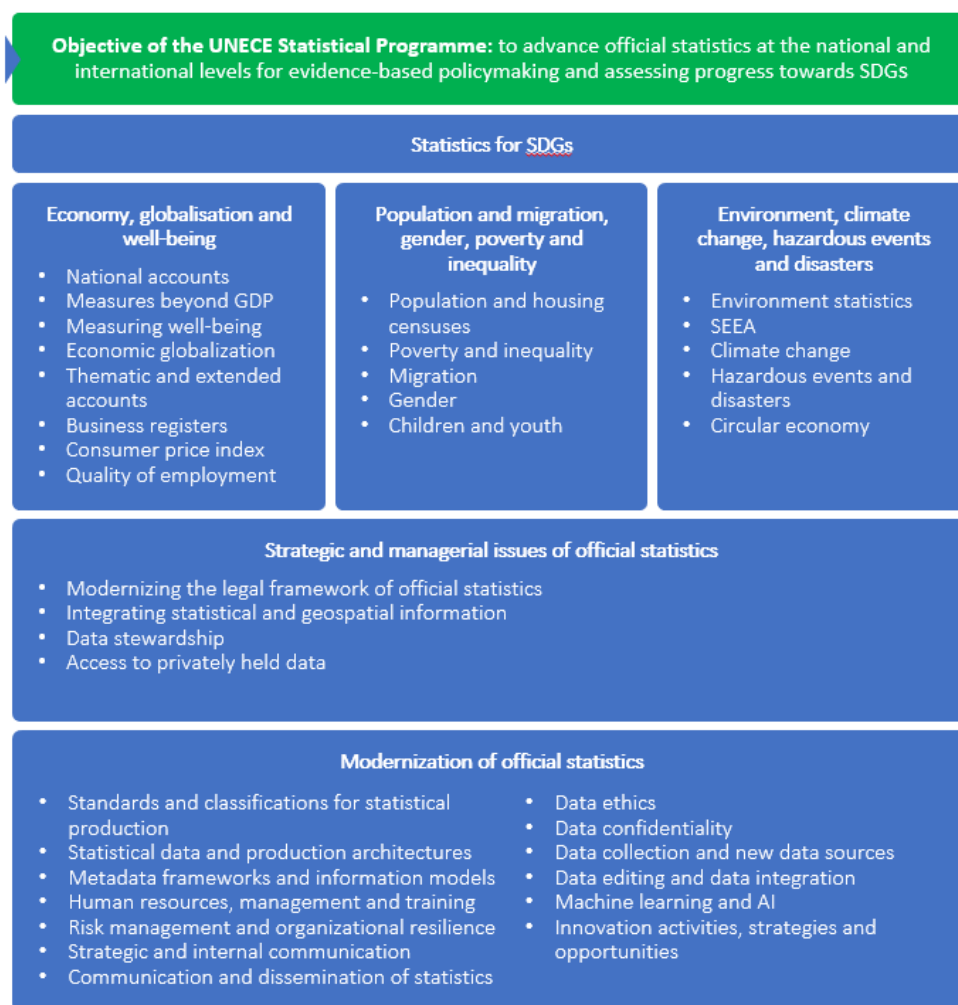 Objective of the UNECE Statistical Programme: to advance official statistics at the national and
international levels for evidence-based policymaking and assessing progress towards SDGs
Statistics for SDGs
Economy, globalisation and
well-being
• National accounts
• Measures beyond GDP
• Measuring well-being
• Economic globalization
• Thematic and extended
accounts
• Business registers
• Consumer price index
• Quality of employment
Population and migration,
gender, poverty and
inequality
• Population and housing
censuses
• Poverty and inequality
• Migration
• Gender
• Children and youth
Environment, climate
change, hazardous events
and disasters
• Environment statistics
• SEEA
• Climate change
• Hazardous events and
disasters
• Circular economy
Strategic and managerial issues of official statistics
• Modernizing the legal framework of official statistics
• Integrating statistical and geospatial information
• Data stewardship
• Access to privately held data
Modernization of official statistics
• Standards and classifications for statistical
production
• Statistical data and production architectures
• Metadata frameworks and information models
• Human resources, management and training
• Risk management and organizational resilience
• Strategic and internal communication
• Communication and dissemination of statistics
• Data ethics
• Data confidentiality
• Data collection and new data sources
• Data editing and data integration
• Machine learning and AI
• Innovation activities, strategies and
opportunities